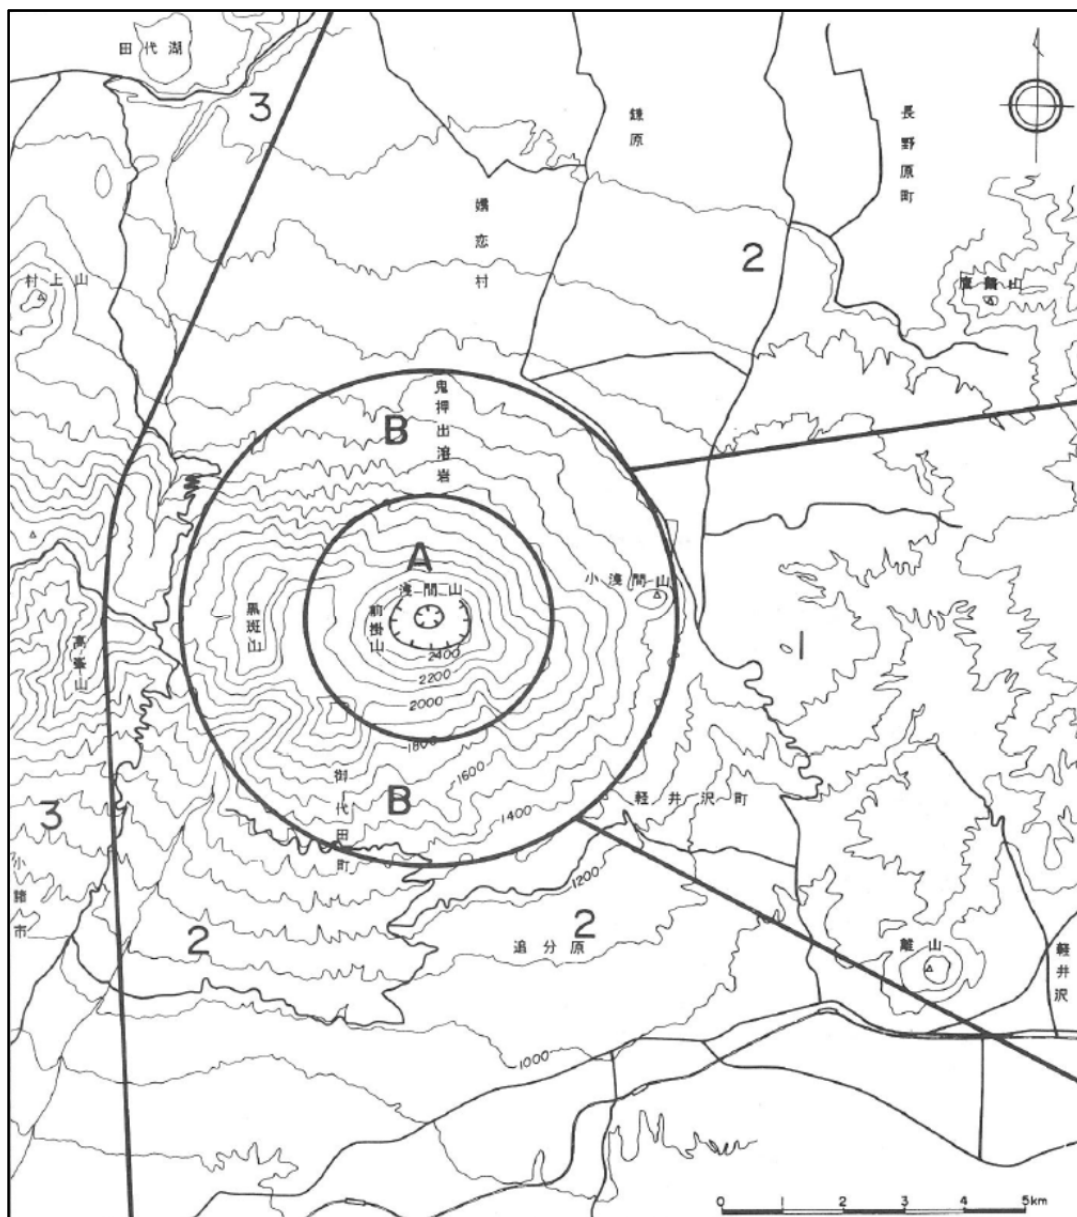 田代湖
3
鎌原
長野原町
嬬恋村
2
村上山
鷹繋山
鬼押出溶岩
B
A
浅間山
小浅間山
黒斑山
前掛山
1
高峯山
2400
2200
2000
1800
御代田町
1600
B
軽井沢町
1400
3
小諸市
1200
2
追分原
2
離山
軽井沢
1000
0 1 2 3 4 5km